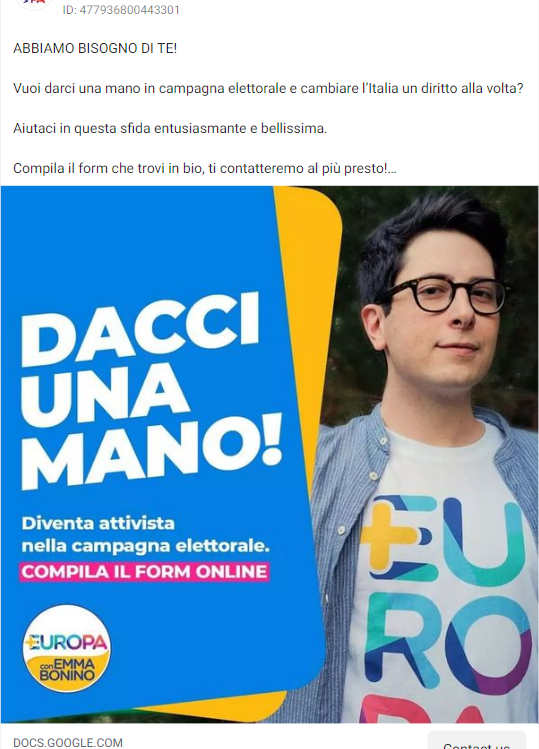 ID: 477936800443301
ABBIAMO BISOGNO DI TE!
Vuoi darci una mano in campagna elettorale e cambiare l’Italia un diritto alla volta?
Aiutaci in questa sfida entusiasmante e bellissima.
Compila il form che trovi in bio, ti contatteremo al più presto!...
DACCI
UNA
MANO!
Diventa attivista
nella campagna elettorale.
COMPILA IL FORM ONLINE
+EUROPA
con EMMA
BONINO
+EU
RO
PA
DOCS.GOOGLE.COM
Contact us